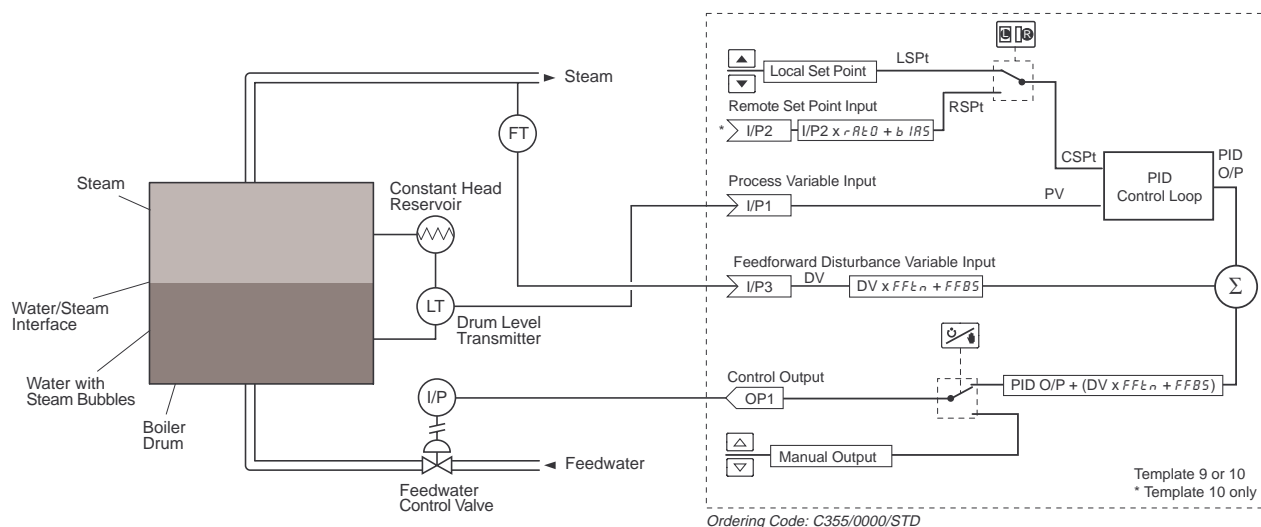 Steam
FT
Steam
Constant Head
Reservoir
Water/Steam
Interface
LT
Drum Level
Transmitter
Water with
Steam Bubbles
Boiler
Drum
I/P
Feedwater
Feedwater
Control Valve
L R
Local Set Point
LSPt
Remote Set Point Input
RSPt
* I/P2
I/P2 x rAtO + bIAS
CSPt
PID
Control Loop
PID
O/P
Process Variable Input
I/P1
PV
Feedforward Disturbance Variable Input
I/P3
DV
DV x FFtn + FFBS
Σ
Control Output
OP1
PID O/P + (DV x FFtn + FFBS)
Manual Output
Template 9 or 10
* Template 10 only
Ordering Code: C355/0000/STD